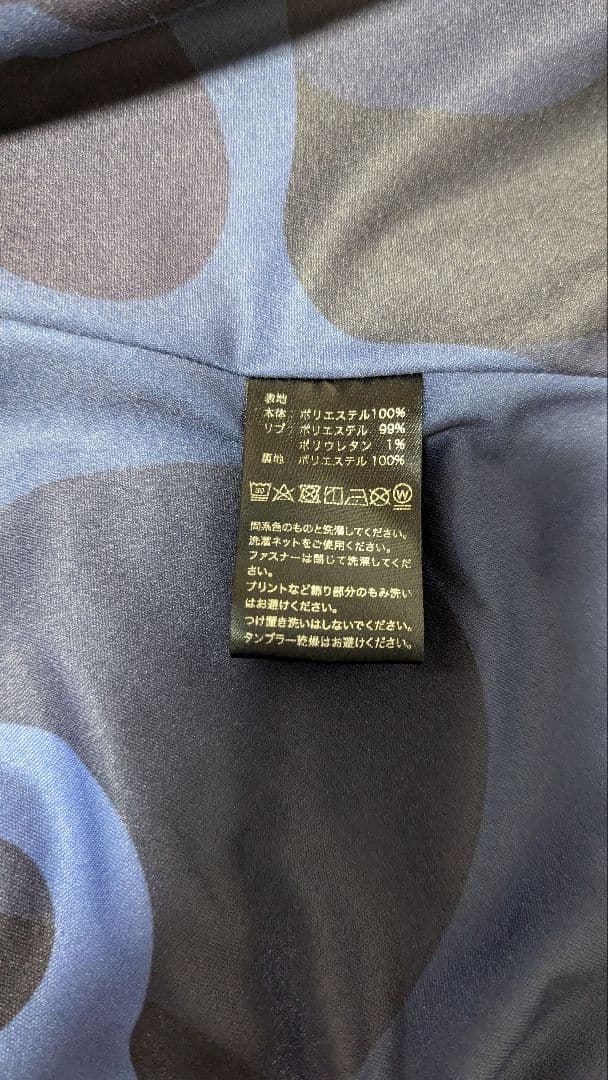 表地
本体：ポリエステル100%
リブ：ポリエステル 99%
ポリウレタン 1%
裏地 ポリエステル100%
同系色のものと洗濯してください。
洗濯ネットをご使用ください。
ファスナーは閉じて洗濯してくだ
さい。
プリントなど飾り部分のもみ洗い
はお避けください。
つけ置き洗いはしないでください。
タンブラー乾燥はお避けください。